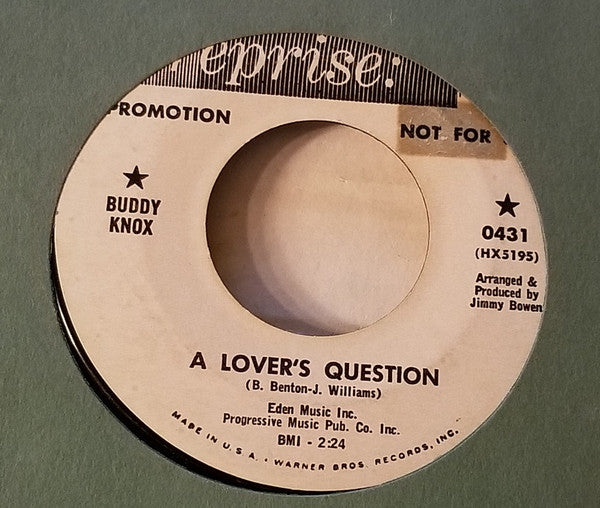 eprise:
PROMOTION
NOT FOR
★
BUDDY
KNOX
★
0431
(HX5195)
Arranged &
Produced by
Jimmy Bowen
A LOVER'S QUESTION
(B. Benton-J. Williams)
Eden Music Inc.
Progressive Music Pub. Co. Inc.
BMI - 2:24
MADE IN U.S.A. • WARNER BROS. RECORDS, INC.